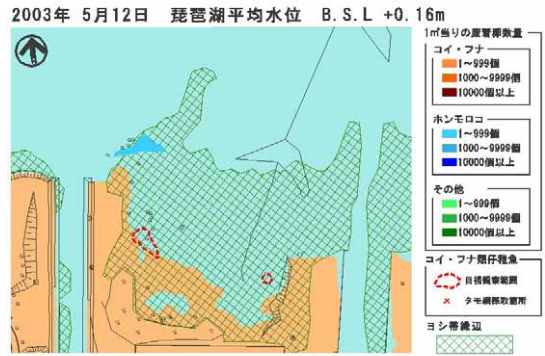 2003年 5月12日 琵琶湖平均水位 B.S.L +0.16m
1㎡当りの産着卵数量
コイ・フナ
1～999個
1000～9999個
10000個以上
ホンモロコ
1～999個
1000～9999個
10000個以上
その他
1～999個
1000～9999個
10000個以上
コイ・フナ類仔稚魚
目視観察範囲
タモ網採取箇所
ヨシ帯縁辺